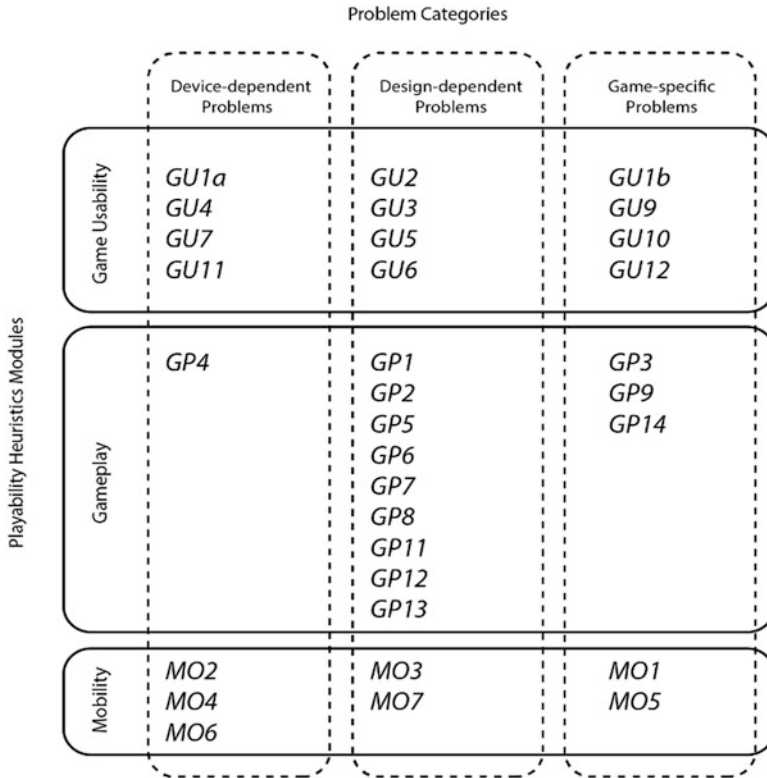 Problem Categories
Device-dependent
Problems
Design-dependent
Problems
Game-specific
Problems
Playability Heuristics Modules
Game Usability
GU1a
GU4
GU7
GU11
GU2
GU3
GU5
GU6
GU1b
GU9
GU10
GU12
Gameplay
GP4
GP1
GP2
GP5
GP6
GP7
GP8
GP11
GP12
GP13
GP3
GP9
GP14
Mobility
MO2
MO4
MO6
MO3
MO7
MO1
MO5